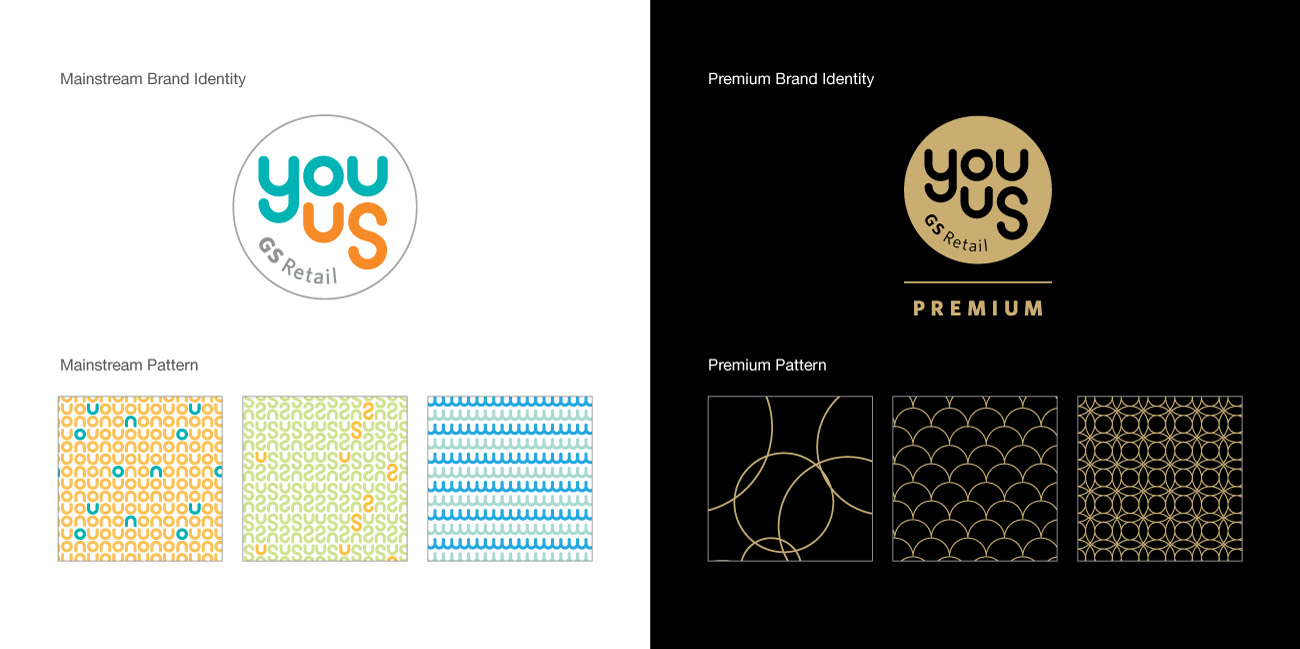 Mainstream Brand Identity
you
us
GS Retail
Mainstream Pattern
Premium Brand Identity
you
us
GS Retail
PREMIUM
Premium Pattern